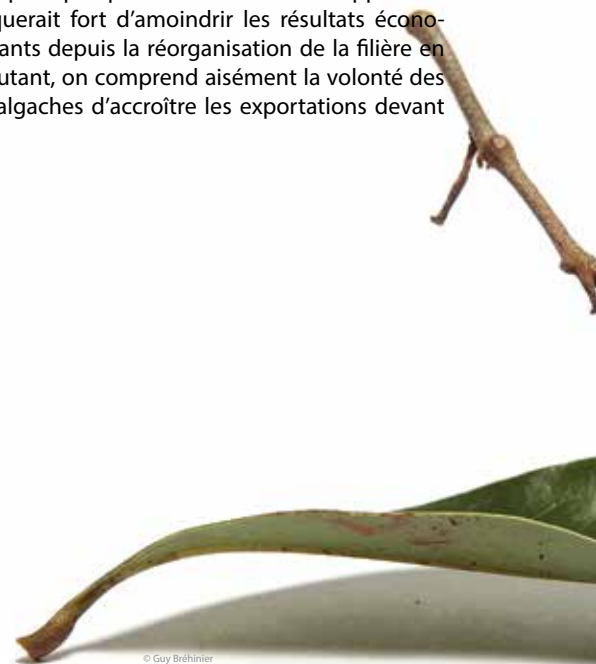 querait fort d'amoindrir les résultats écono-
ants depuis la réorganisation de la filière en
utant, on comprend aisément la volonté des
algaches d'accroître les exportations devant
© Guy Bréhinier